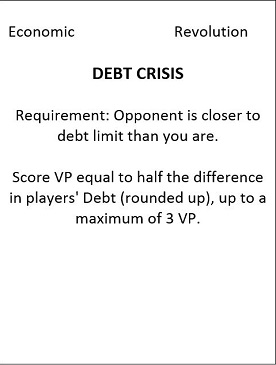 Economic Revolution
DEBT CRISIS
Requirement: Opponent is closer to
debt limit than you are.
Score VP equal to half the difference
in players' Debt (rounded up), up to a
maximum of 3 VP.